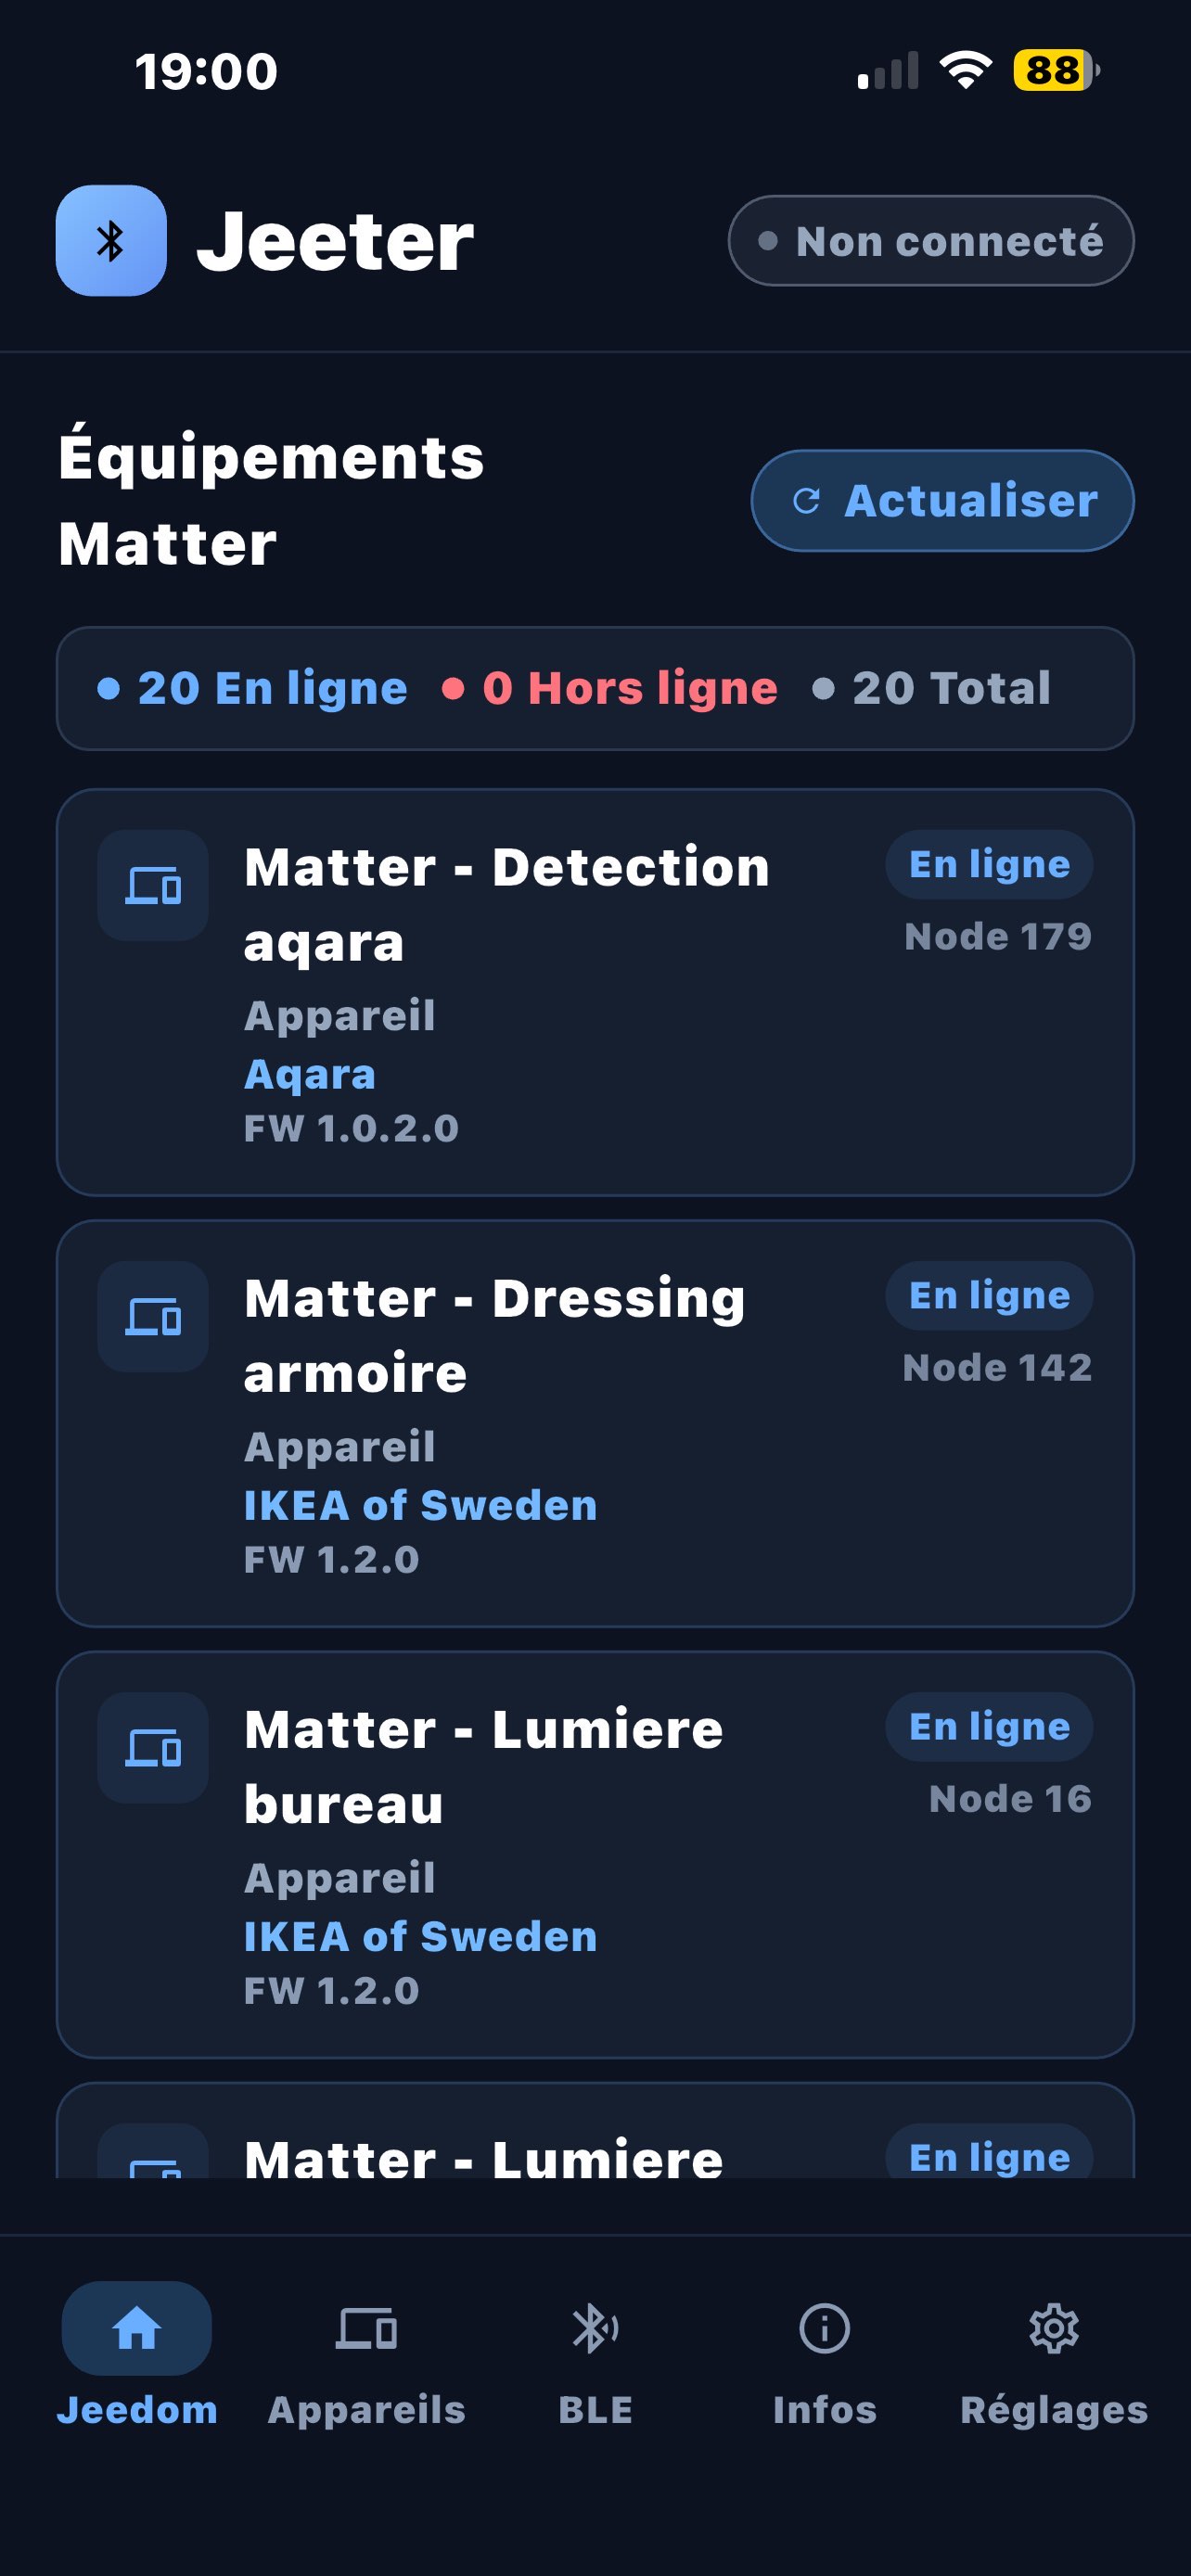 19:00
88
Jeeter
Non connecté
Équipements
Matter
Actualiser
20 En ligne
0 Hors ligne
20 Total
Matter - Detection
aqara
En ligne
Node 179
Appareil
Aqara
FW 1.0.2.0
Matter - Dressing
armoire
En ligne
Node 142
Appareil
IKEA of Sweden
FW 1.2.0
Matter - Lumiere
bureau
En ligne
Node 16
Appareil
IKEA of Sweden
FW 1.2.0
Matter - Lumiere
En ligne
Jeedom
Appareils
BLE
Infos
Réglages